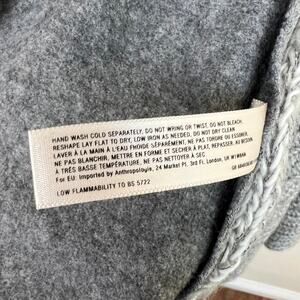 HAND WASH COLD SEPARATELY, DO NOT WRING OR TWIST, DO NOT BLEACH,
RESHAPE LAY FLAT TO DRY, LOW IRON AS NEEDED, DO NOT DRY CLEAN
LAVER À LA MAIN À L'EAU FROIDE SÉPARÉMENT, NE PAS TORDRE OU ESSORER,
NE PAS BLANCHIR, METTRE EN FORME ET SÉCHER À PLAT, REPASSER, AU BESOIN,
À TRÈS BASSE TEMPÉRATURE, NE PAS NETTOYER À SEC
For EU: Imported by Anthropologie, 24 Market Pl. 3rd Fl. London, UK W1W8AN
LOW FLAMMABILITY TO BS 5722